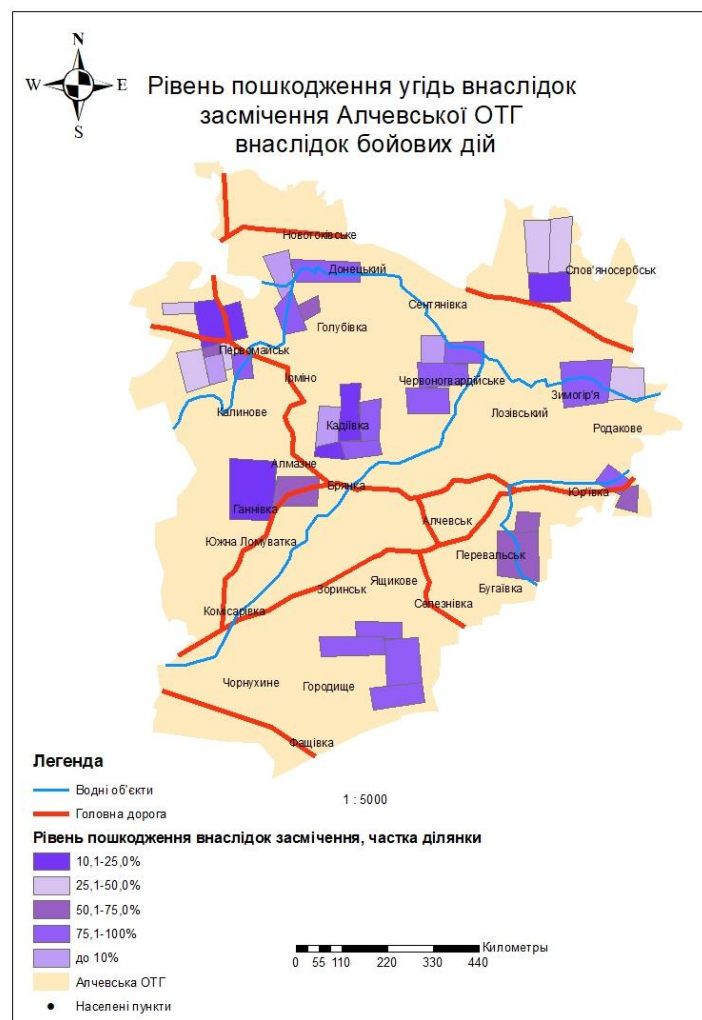 N
W E
S
Рівень пошкодження угідь внаслідок
засмічення Алчевської ОТГ
внаслідок бойових дій
Новогоківське
Донецький
Слов'яносербськ
Сентянівка
Голубівка
Первомайськ
Ірміно
Червоногвардійське
Зимогір'я
Калинове
Лозівський
Кадіївка
Родакове
Алмазне
Брянка
Юр'ївка
Ганнівка
Алчевськ
Южна Ломуватка
Перевальськ
Ящикове
Зоринськ
Бугаївка
Комісарівка
Селезнівка
Чорнухине
Городище
Фащівка
Легенда
Водні об'єкти
1 : 5000
Головна дорога
Рівень пошкодження внаслідок засмічення, частка ділянки
10,1-25,0%
25,1-50,0%
50,1-75,0%
75,1-100%
до 10%
Километры
0 55 110 220 330 440
Алчевська ОТГ
Населені пункти